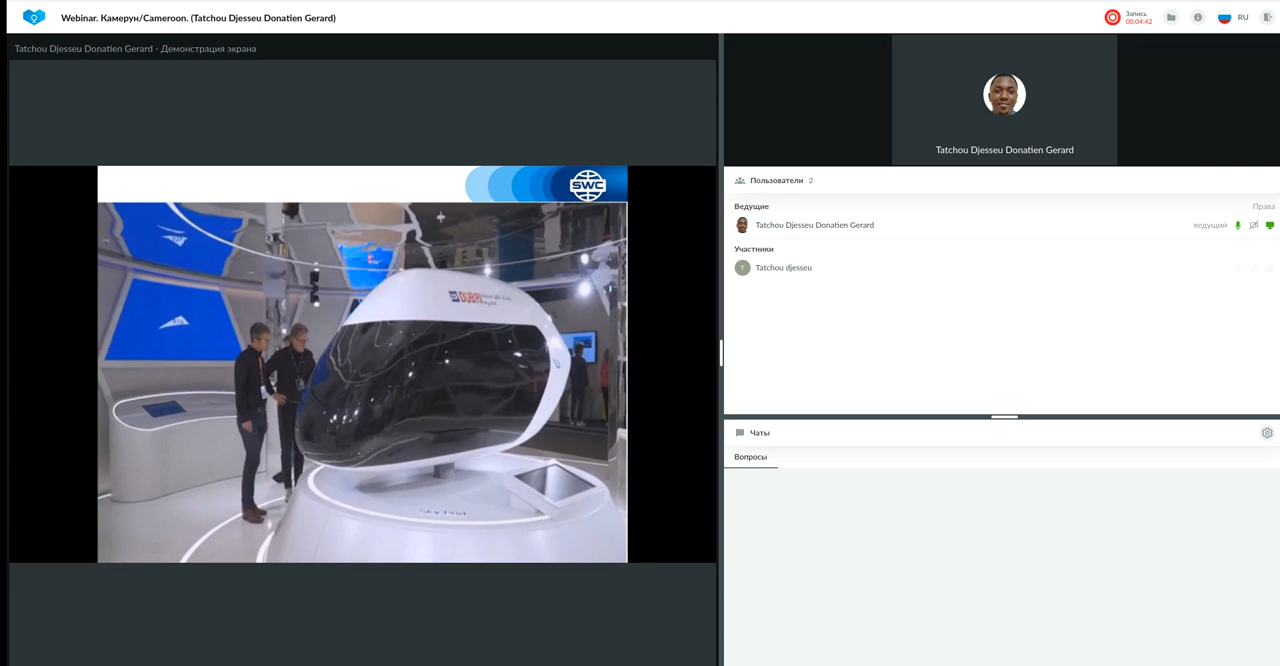 Webinar. Камерун/Cameroon. (Tatchou Djesseu Donatien Gerard)
Запись
00:04:42
RU
Tatchou Djesseu Donatien Gerard - Демонстрация экрана
SWC
DUBAI
Tatchou Djesseu Donatien Gerard
Пользователи 2
Ведущие Права
Tatchou Djesseu Donatien Gerard ведущий
Участники
T Tatchou djesseu
Чаты
Вопросы